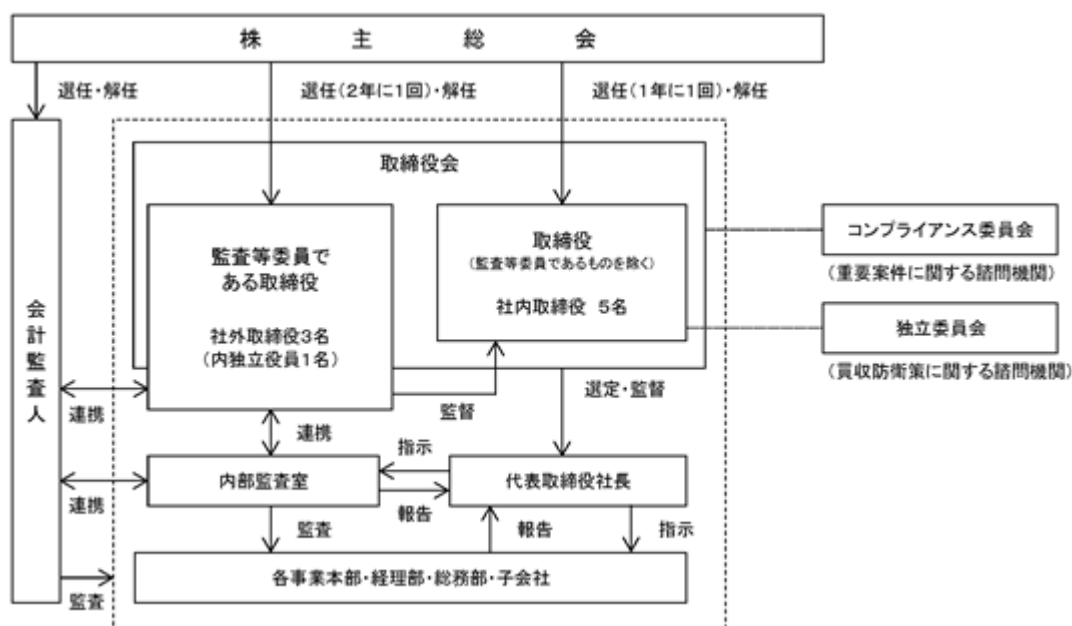 株主総会
選任・解任
選任(2年に1回)・解任
選任(1年に1回)・解任
取締役会
監査等委員で
ある取締役
社外取締役3名
(内独立役員1名)
取締役
(監査等委員であるものを除く)
社内取締役 5名
コンプライアンス委員会
(重要案件に関する諮問機関)
独立委員会
(買収防衛策に関する諮問機関)
会計監査人
連携
監督
選定・監督
連携
指示
内部監査室
代表取締役社長
連携
報告
監査
報告
指示
各事業本部・経理部・総務部・子会社
監査